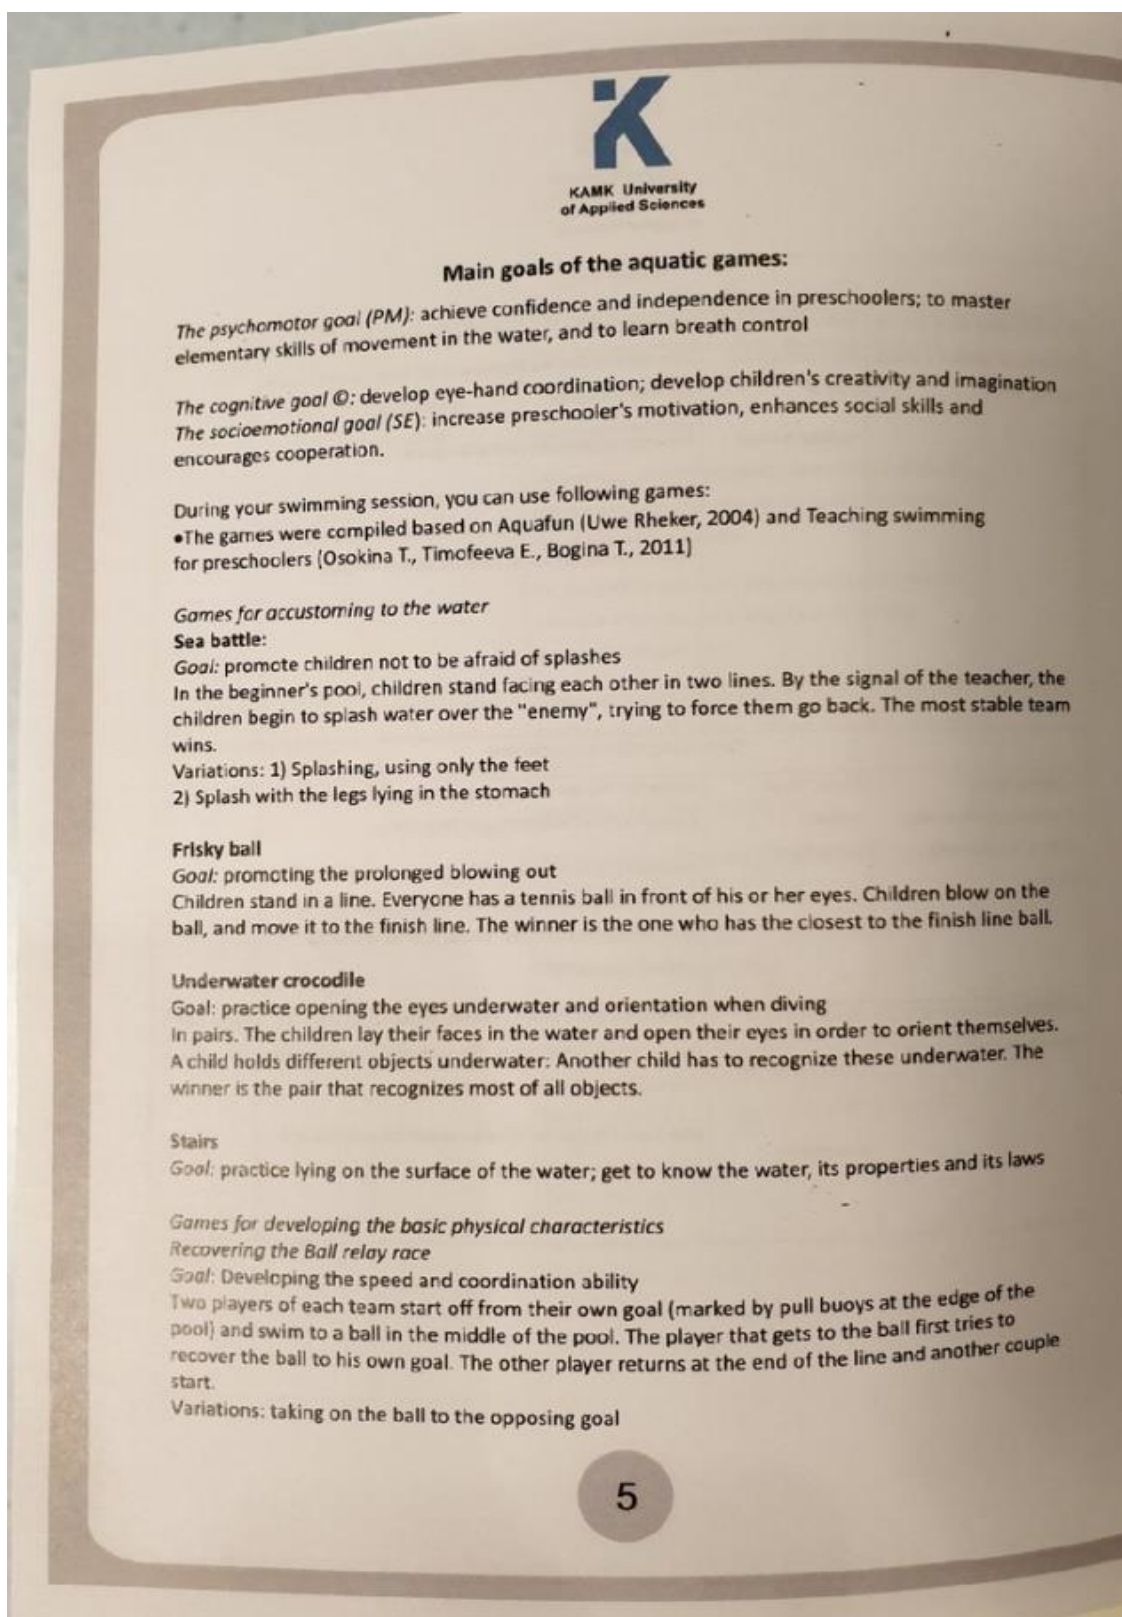 KAMK University
of Applied Sciences
Main goals of the aquatic games:
The psychomotor goal (PM): achieve confidence and independence in preschoolers; to master
elementary skills of movement in the water, and to learn breath control
The cognitive goal ©: develop eye-hand coordination; develop children's creativity and imagination
The socioemotional goal (SE): increase preschooler's motivation, enhances social skills and
encourages cooperation.
During your swimming session, you can use following games:
•The games were compiled based on Aquafun (Uwe Rheker, 2004) and Teaching swimming
for preschoolers (Osokina T., Timofeeva E., Bogina T., 2011)
Games for accustoming to the water
Sea battle:
Goal: promote children not to be afraid of splashes
In the beginner's pool, children stand facing each other in two lines. By the signal of the teacher, the
children begin to splash water over the "enemy", trying to force them go back. The most stable team
wins.
Variations: 1) Splashing, using only the feet
2) Splash with the legs lying in the stomach
Frisky ball
Goal: promoting the prolonged blowing out
Children stand in a line. Everyone has a tennis ball in front of his or her eyes. Children blow on the
ball, and move it to the finish line. The winner is the one who has the closest to the finish line ball.
Underwater crocodile
Goal: practice opening the eyes underwater and orientation when diving
In pairs. The children lay their faces in the water and open their eyes in order to orient themselves.
A child holds different objects underwater. Another child has to recognize these underwater. The
winner is the pair that recognizes most of all objects.
Stairs
Goal: practice lying on the surface of the water; get to know the water, its properties and its laws
Games for developing the basic physical characteristics
Recovering the Ball relay race
Goal: Developing the speed and coordination ability
Two players of each team start off from their own goal (marked by pull buoys at the edge of the
pool) and swim to a ball in the middle of the pool. The player that gets to the ball first tries to
recover the ball to his own goal. The other player returns at the end of the line and another couple
start.
Variations: taking on the ball to the opposing goal
5